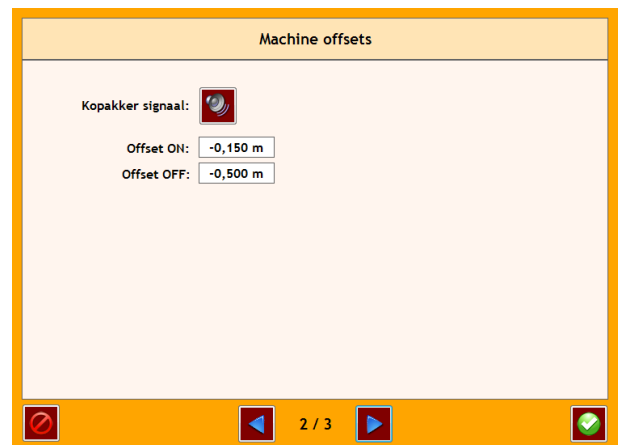 Machine offsets
Kopakker signaal:
Offset ON: -0,150 m
Offset OFF: -0,500 m
2 / 3